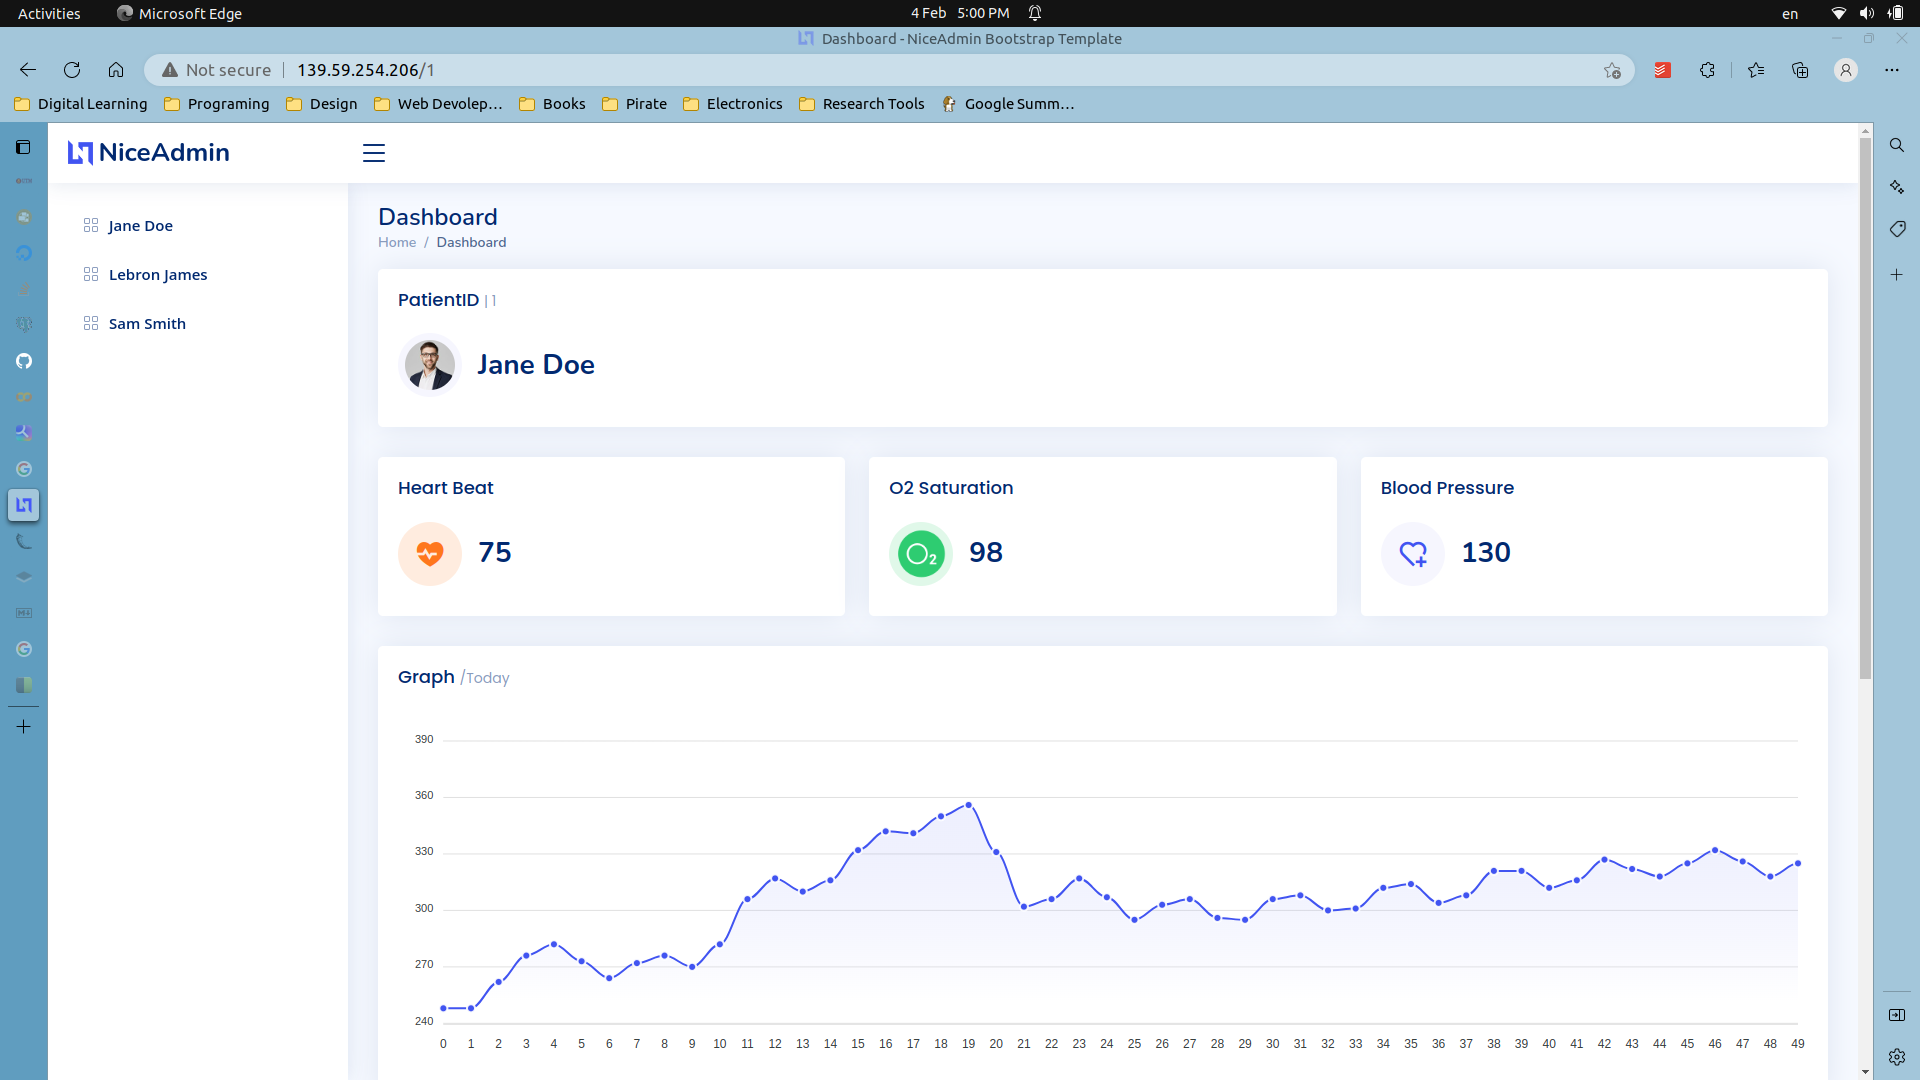 Activities Microsoft Edge 4 Feb 5:00 PM en
Dashboard - NiceAdmin Bootstrap Template
Not secure 139.59.254.206/1
Digital Learning Programing Design Web Devolep... Books Pirate Electronics Research Tools Google Summ...
NiceAdmin
Jane Doe
Lebron James
Sam Smith
Dashboard
Home / Dashboard
PatientID | 1
Jane Doe
Heart Beat
75
O2 Saturation
O2 98
Blood Pressure
130
Graph /Today
390
360
330
300
270
240
0 1 2 3 4 5 6 7 8 9 10 11 12 13 14 15 16 17 18 19 20 21 22 23 24 25 26 27 28 29 30 31 32 33 34 35 36 37 38 39 40 41 42 43 44 45 46 47 48 49